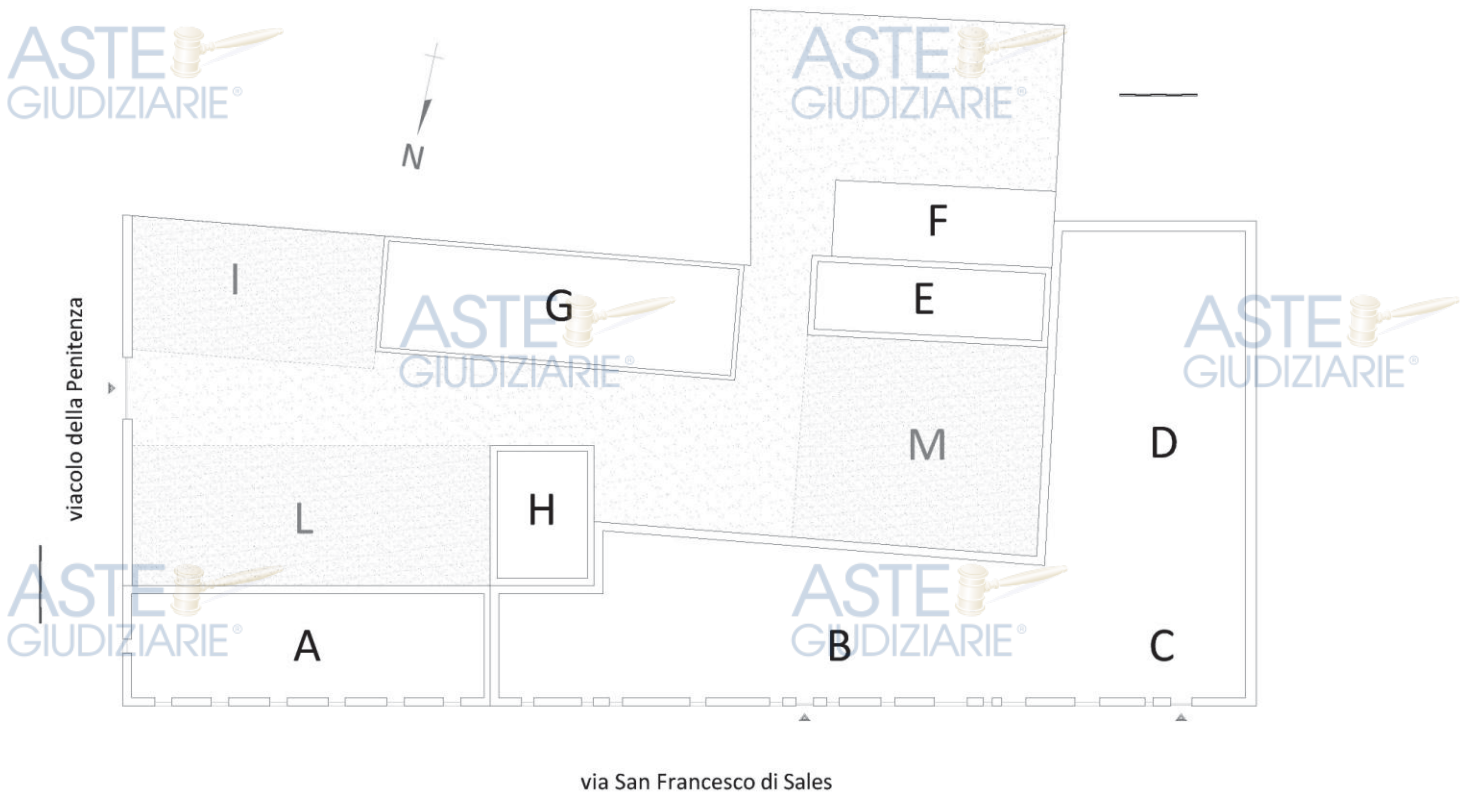 ASTE
GIUDIZIARIE®
ASTE
GIUDIZIARIE®
N
F
I
G
E
ASTE
GIUDIZIARIE®
ASTE
GIUDIZIARIE®
viacolo della Penitenza
M
D
L
H
ASTE
GIUDIZIARIE®
ASTE
GIUDIZIARIE®
A
B
C
via San Francesco di Sales